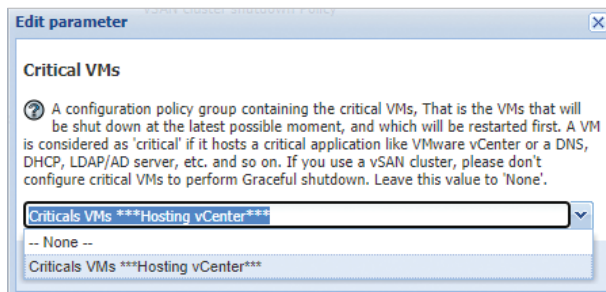 VSAN Cluster Shutdown Policy
Edit parameter
Critical VMs
A configuration policy group containing the critical VMs, That is the VMs that will
be shut down at the latest possible moment, and which will be restarted first. A VM
is considered as 'critical' if it hosts a critical application like VMware vCenter or a DNS,
DHCP, LDAP/AD server, etc. and so on. If you use a vSAN cluster, please don't
configure critical VMs to perform Graceful shutdown. Leave this value to 'None'.
Criticals VMs ***Hosting vCenter***
-- None --
Criticals VMs ***Hosting vCenter***